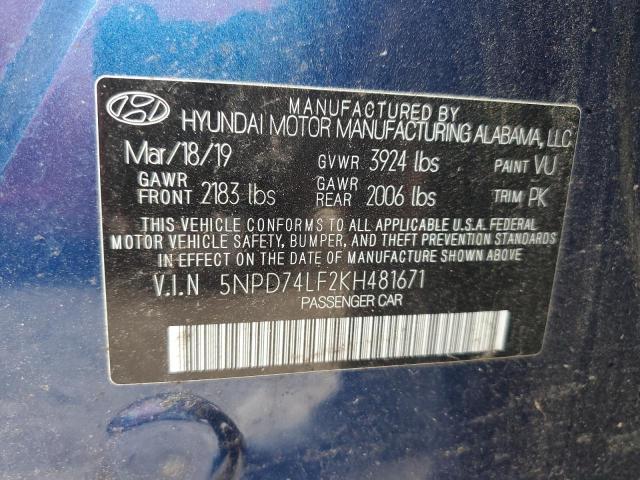 MANUFACTURED BY
HYUNDAI MOTOR MANUFACTURING ALABAMA, LLC
Mar/18/19 GVWR 3924 lbs PAINT VU
GAWR FRONT 2183 lbs GAWR REAR 2006 lbs TRIM PK
THIS VEHICLE CONFORMS TO ALL APPLICABLE U.S.A. FEDERAL
MOTOR VEHICLE SAFETY, BUMPER, AND THEFT PREVENTION STANDARDS
IN EFFECT ON THE DATE OF MANUFACTURE SHOWN ABOVE.
V.I.N 5NPD74LF2KH481671
PASSENGER CAR